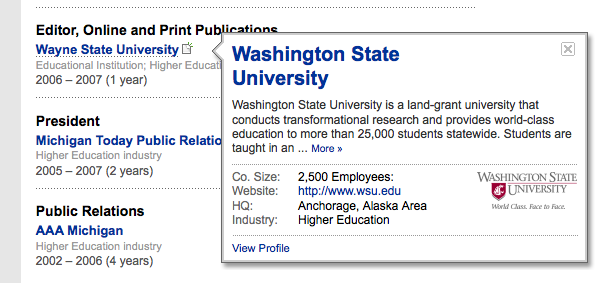 Editor, Online and Print Publications
Wayne State University
Educational Institution; Higher Educati
2006 – 2007 (1 year)
President
Michigan Today Public Relatio
Higher Education industry
2005 – 2007 (2 years)
Public Relations
AAA Michigan
Higher Education industry
2002 – 2006 (4 years)
Washington State
University
Washington State University is a land-grant university that
conducts transformational research and provides world-class
education to more than 25,000 students statewide. Students are
taught in an ... More »
Co. Size: 2,500 Employees:
Website: http://www.wsu.edu
HQ: Anchorage, Alaska Area
Industry: Higher Education
WASHINGTON STATE
UNIVERSITY
World Class. Face to Face.
View Profile